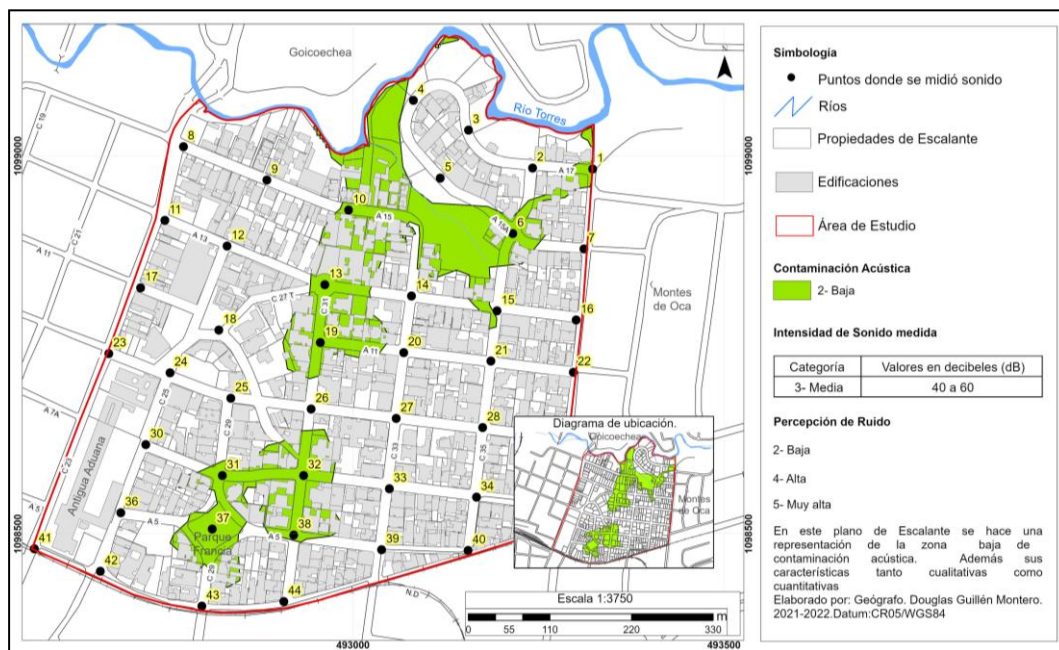 Goicoechea
Río Torres
N
C 19
C 21
A 11
A 7A
C 23
A 5
A 13
C 27 T
A 15
A 15A
A 17
C 31
A 11
C 25
C 29
C 33
C 35
A 5
A 5
C 29
N.D
Antigua Aduana
Parque Francia
Montes de Oca
1
2
3
4
5
6
7
8
9
10
11
12
13
14
15
16
17
18
19
20
21
22
23
24
25
26
27
28
30
31
32
33
34
36
37
38
39
40
41
42
43
44
1099000
1098500
1099000
1098500
493000
493500
Diagrama de ubicación.
Goicoechea
Montes de Oca
Escala 1:3750
m
0 55 110 220 330
Simbología
Puntos donde se midió sonido
Ríos
Propiedades de Escalante
Edificaciones
Área de Estudio
Contaminación Acústica
2- Baja
Intensidad de Sonido medida
Categoría Valores en decibeles (dB)
3- Media 40 a 60
Percepción de Ruido
2- Baja
4- Alta
5- Muy alta
En este plano de Escalante se hace una
representación de la zona baja de
contaminación acústica. Además sus
características tanto cualitativas como
cuantitativas
Elaborado por: Geógrafo. Douglas Guillén Montero.
2021-2022.Datum:CR05/WGS84